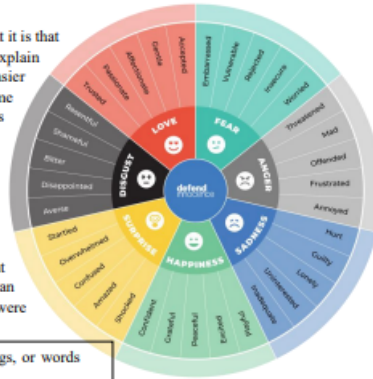 t it is that
xplain
sier
ne
s
t
an
were
gs, or words
LOVE
Trusted
Passionate
Affectionate
Gentle
Accepted
FEAR
Embarrassed
Vulnerable
Rejected
Insecure
Worried
ANGER
Threatened
Mad
Offended
Frustrated
Annoyed
SADNESS
Hurt
Guilty
Lonely
Uninterested
Inadequate
HAPPINESS
Playful
Excited
Peaceful
Grateful
Confident
SURPRISE
Shocked
Amazed
Confused
Overwhelmed
Startled
DISGUST
Averse
Disappointed
Bitter
Shameful
Resentful
defend
innocence